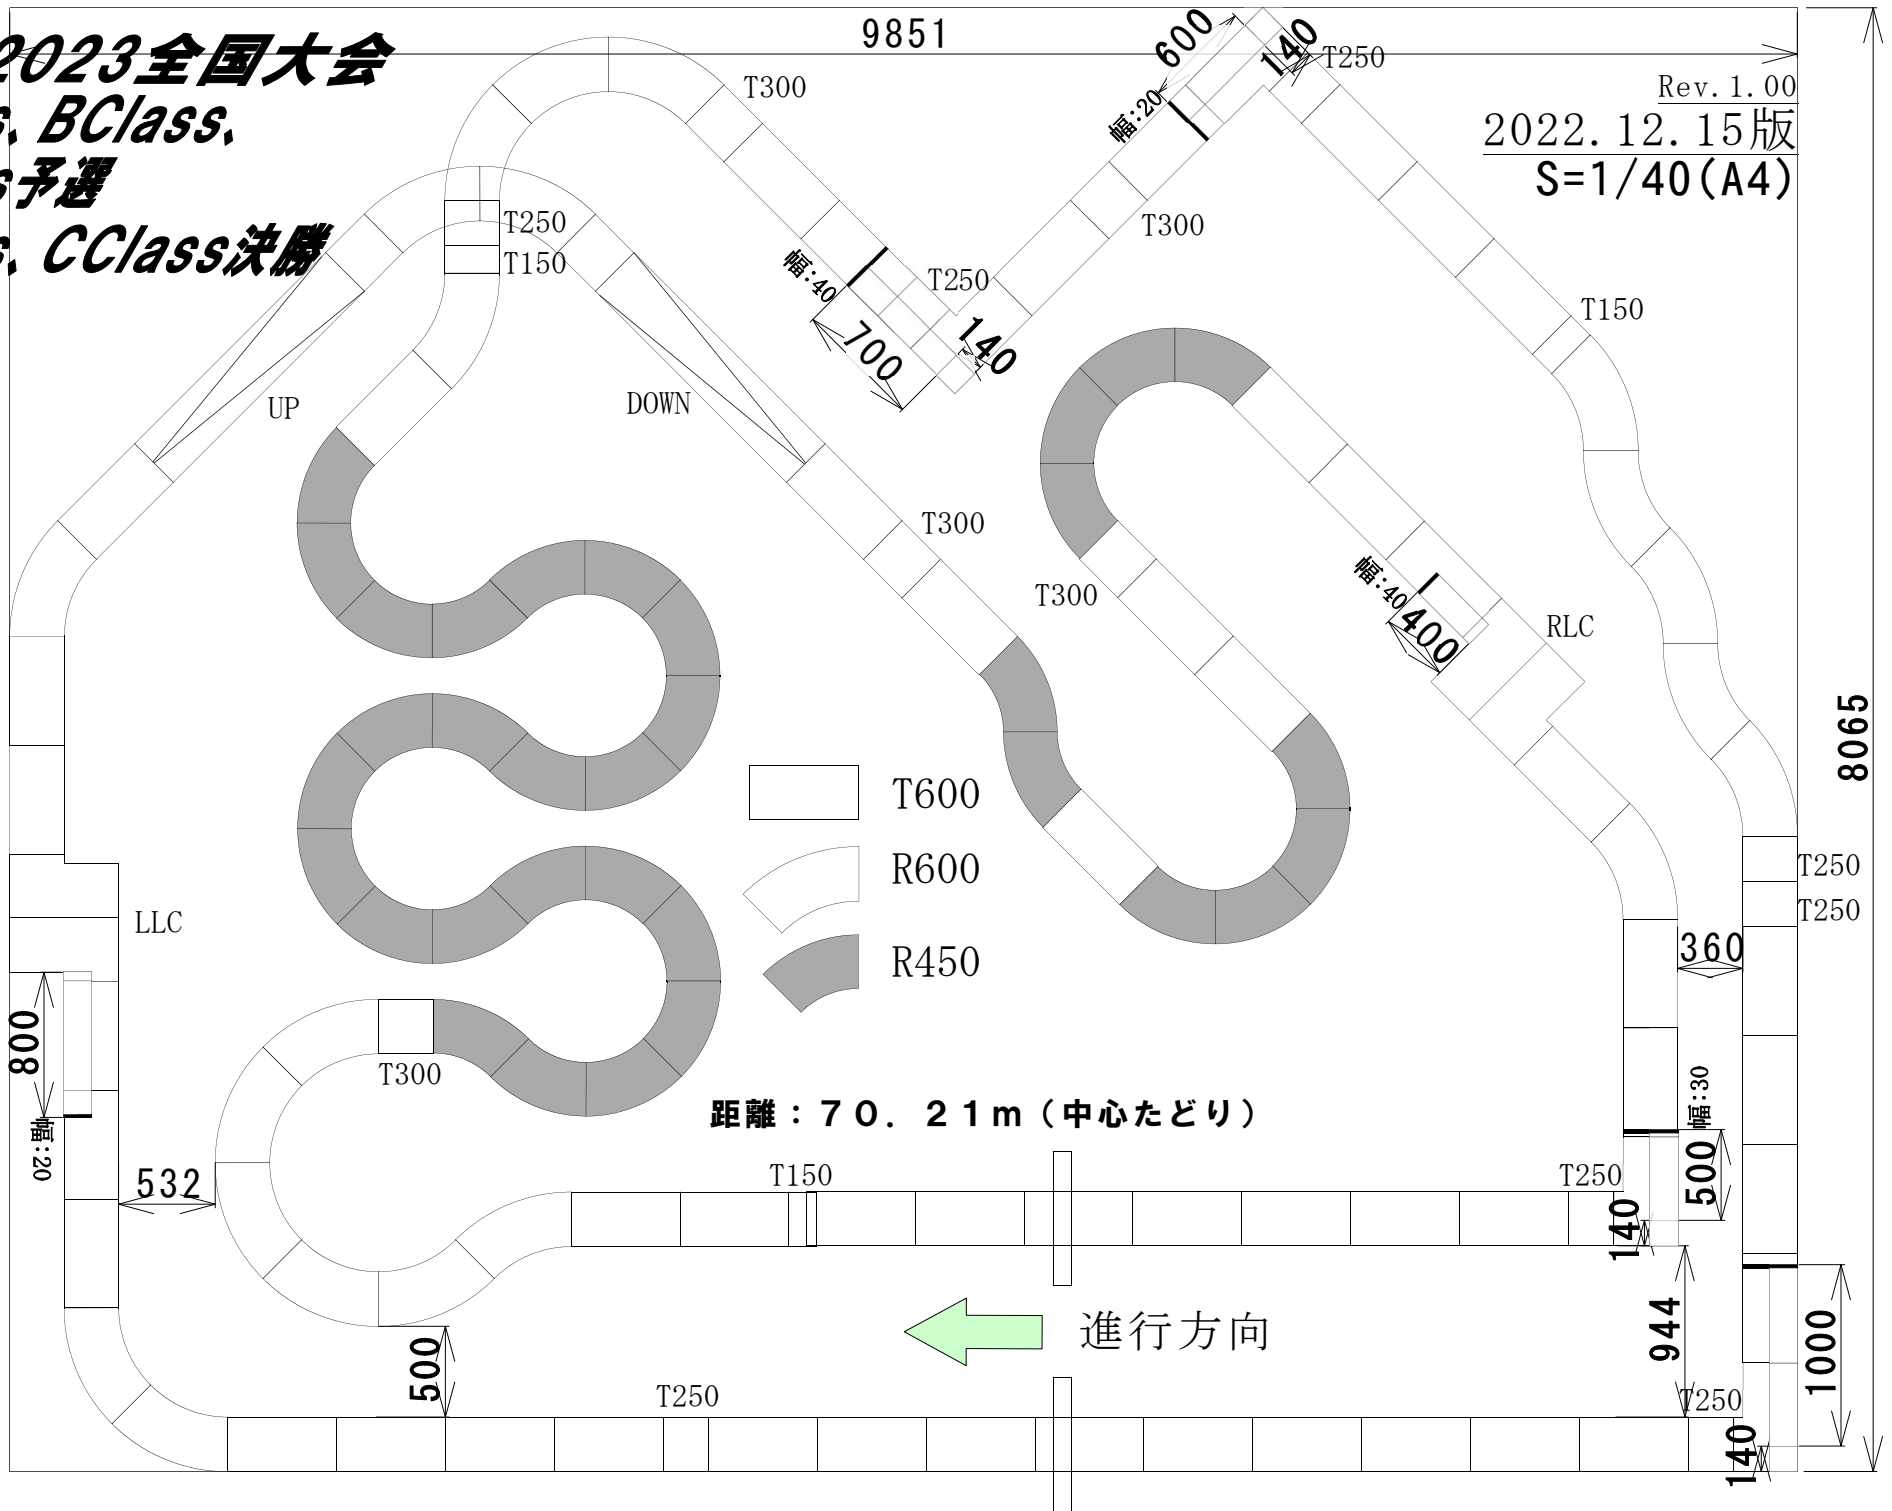 2023全国大会
9851
600
140
T250
T300
Rev.1.00
s、BClass、
幅:20
2022.12.15版
s予選
S=1/40(A4)
T250
T300
s、CClass決勝
T150
幅:40
T250
T150
700
140
UP
DOWN
T300
幅:40
T300
400
RLC
8065
T600
R600
T250
LLC
T250
360
R450
800
T300
幅:30
距離：70．21m（中心たどり）
幅:20
532
T150
T250
500
140
進行方向
944
1000
500
T250
T250
140